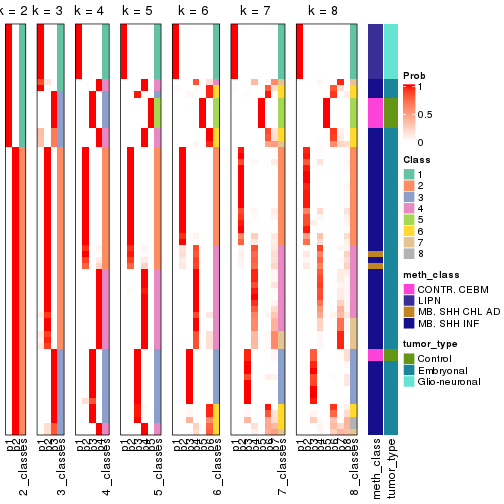 k = 2 k = 3 k = 4 k = 5 k = 6 k = 7 k = 8
Prob
1
0.5
0
Class
1
2
3
4
5
6
7
8
meth_class
CONTR. CEBM
LIPN
MB. SHH CHL AD
MB. SHH INF
tumor_type
Control
Embryonal
Glio-neuronal
p1 p2 2_classes p1 p2 p3 3_classes p1 p2 p3 p4 4_classes p1 p2 p3 p4 p5 5_classes p1 p2 p3 p4 p5 p6 6_classes p1 p2 p3 p4 p5 p6 p7 7_classes p1 p2 p3 p4 p5 p6 p7 p8 8_classes meth_class tumor_type